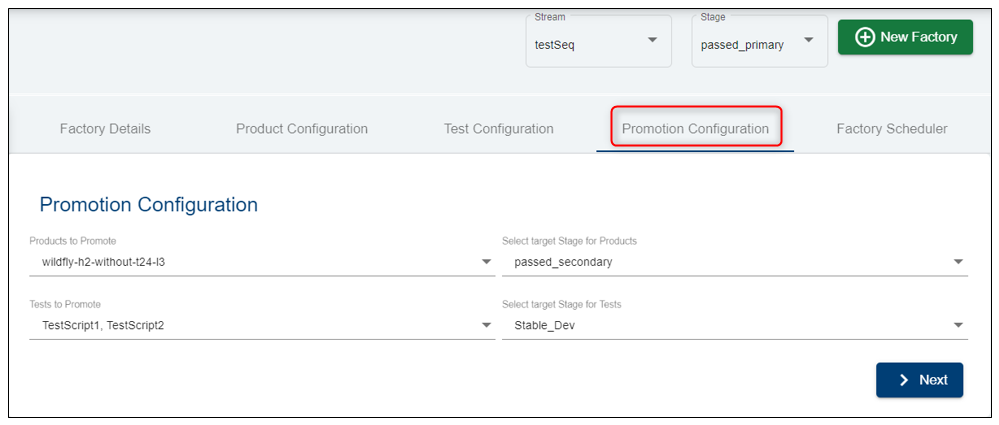 Stream
testSeq
Stage
passed_primary
New Factory
Factory Details
Product Configuration
Test Configuration
Promotion Configuration
Factory Scheduler
Promotion Configuration
Products to Promote
wildfly-h2-without-t24-l3
Select target Stage for Products
passed_secondary
Tests to Promote
TestScript1, TestScript2
Select target Stage for Tests
Stable_Dev
Next